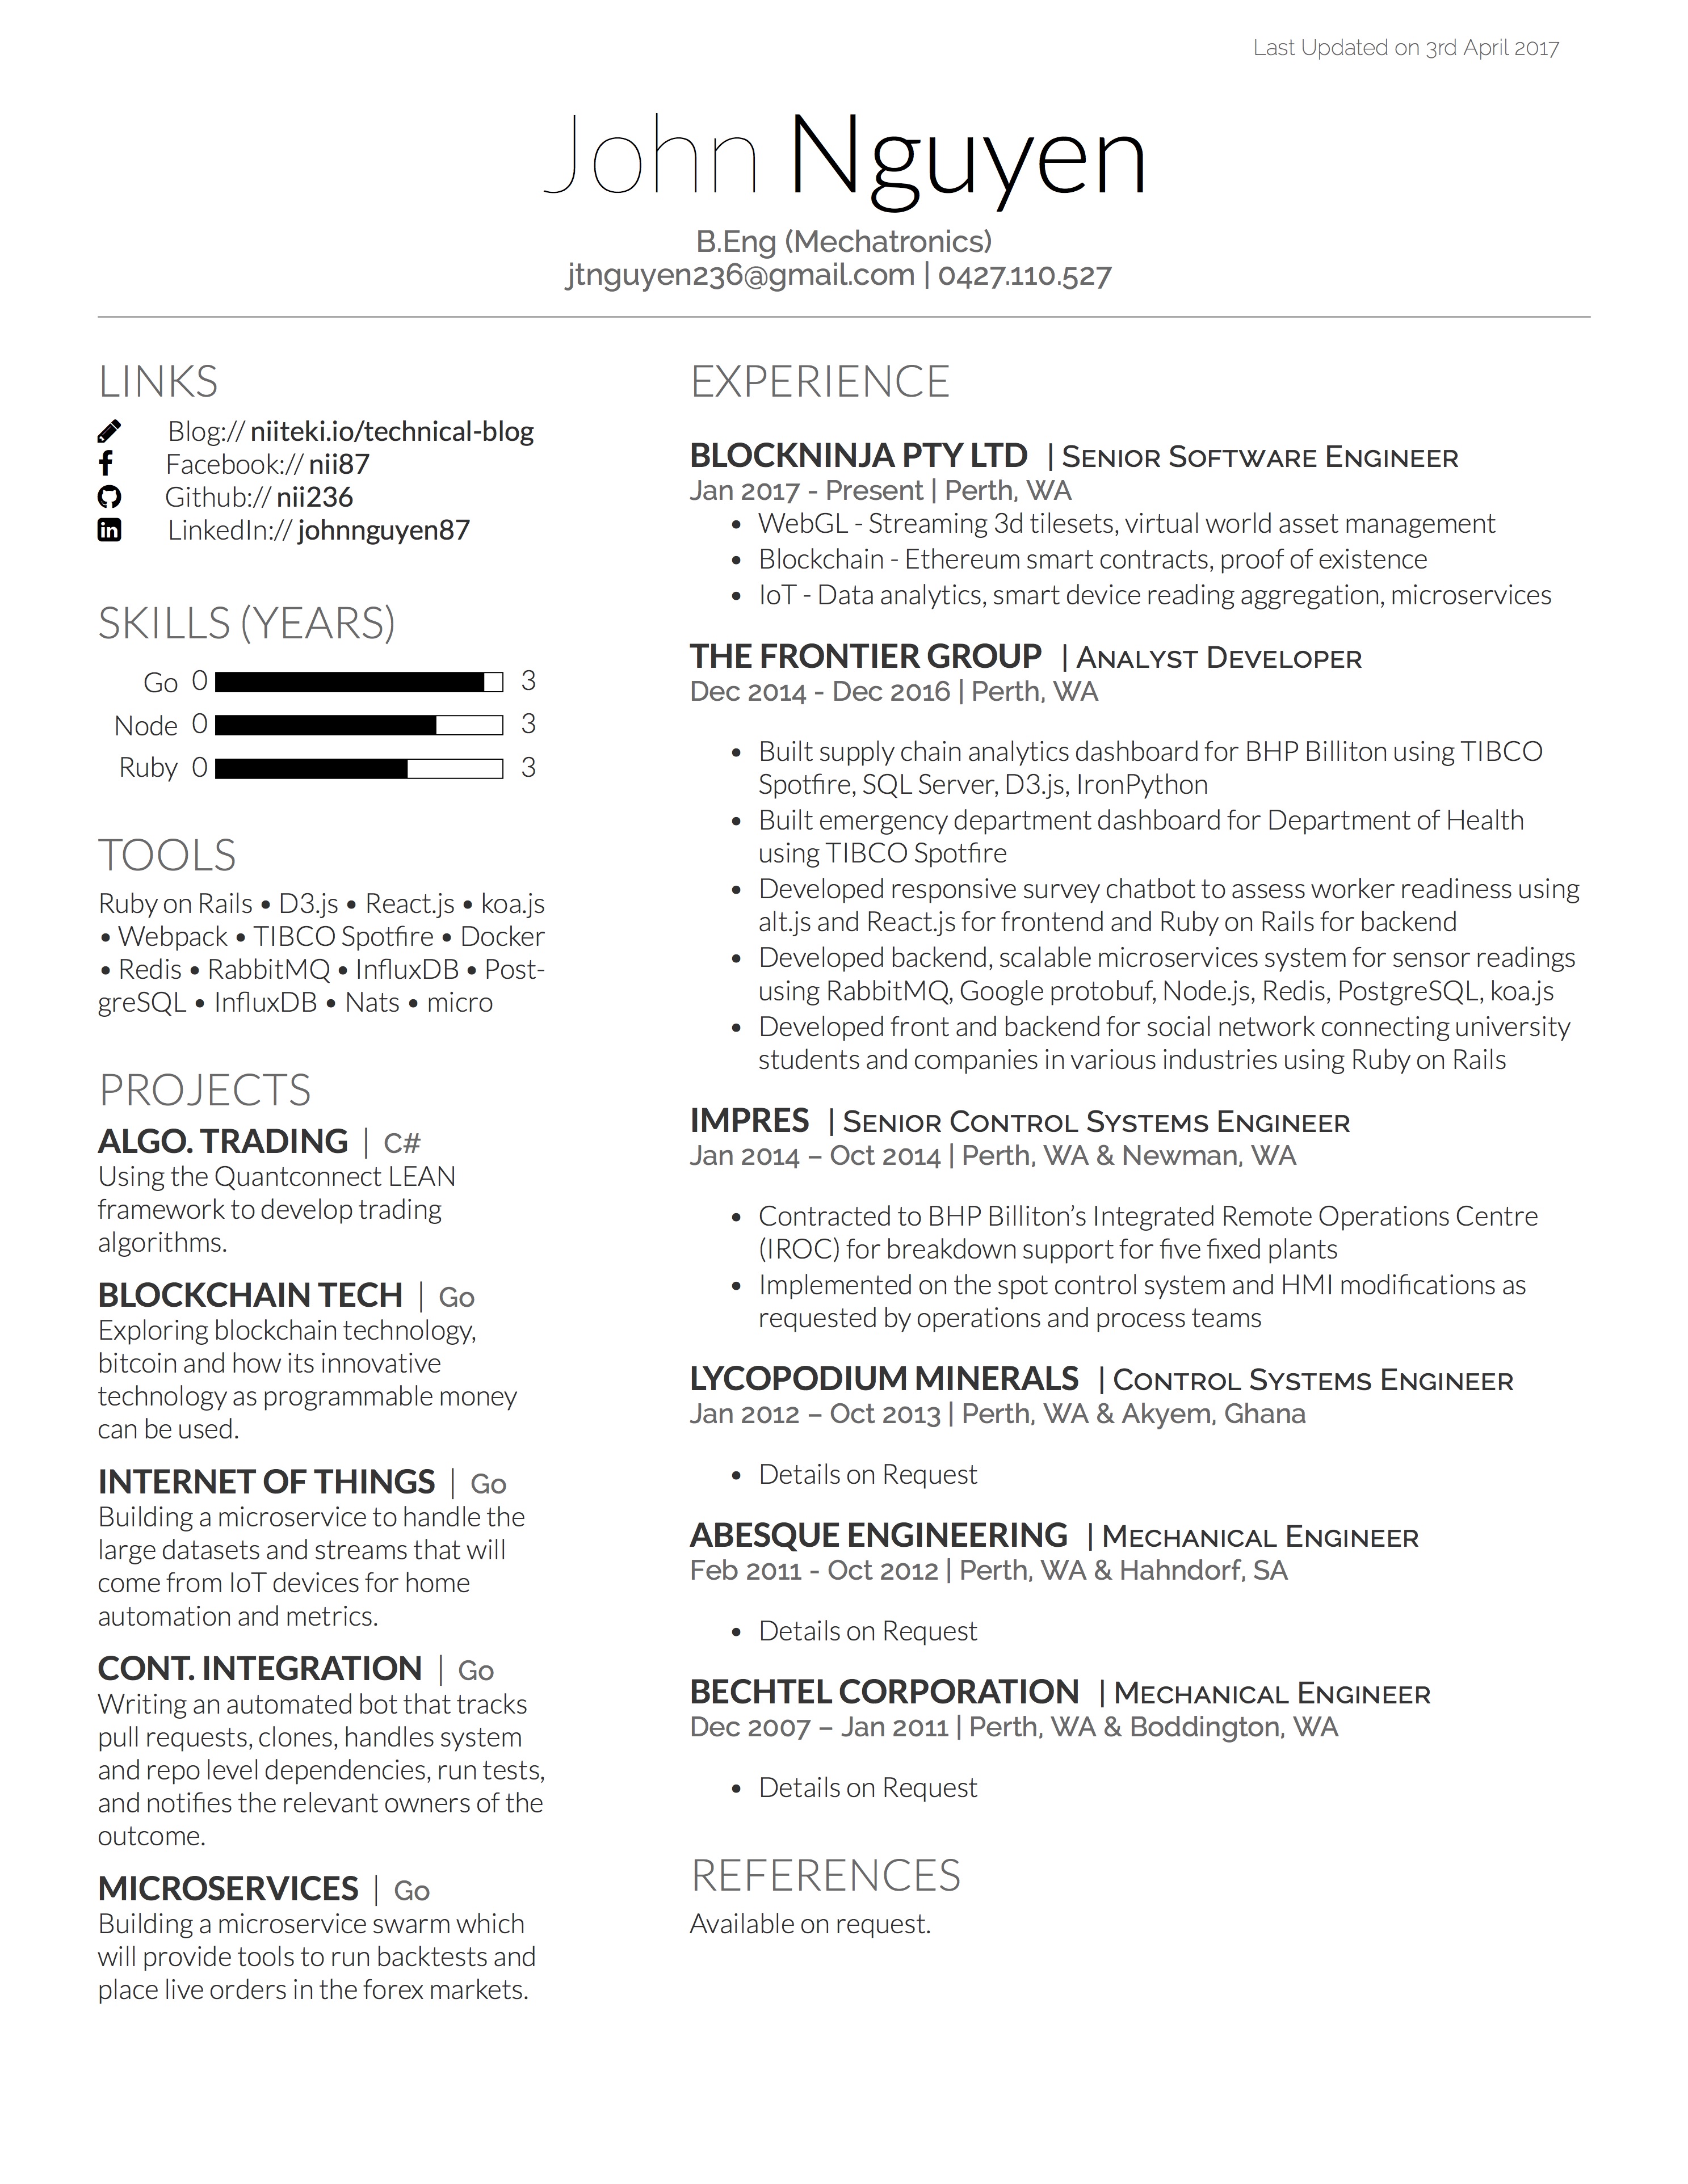 Last Updated on 3rd April 2017
John Nguyen
B.Eng (Mechatronics)
jtnguyen236@gmail.com | 0427.110.527
LINKS
Blog:// niiteki.io/technical-blog
Facebook:// nii87
Github:// nii236
LinkedIn:// johnnguyen87
SKILLS (YEARS)
Go 0 3
Node 0 3
Ruby 0 3
TOOLS
Ruby on Rails • D3.js • React.js • koa.js
• Webpack • TIBCO Spotfire • Docker
• Redis • RabbitMQ • InfluxDB • Post-
greSQL • InfluxDB • Nats • micro
PROJECTS
ALGO. TRADING | C#
Using the Quantconnect LEAN
framework to develop trading
algorithms.
BLOCKCHAIN TECH | Go
Exploring blockchain technology,
bitcoin and how its innovative
technology as programmable money
can be used.
INTERNET OF THINGS | Go
Building a microservice to handle the
large datasets and streams that will
come from IoT devices for home
automation and metrics.
CONT. INTEGRATION | Go
Writing an automated bot that tracks
pull requests, clones, handles system
and repo level dependencies, run tests,
and notifies the relevant owners of the
outcome.
MICROSERVICES | Go
Building a microservice swarm which
will provide tools to run backtests and
place live orders in the forex markets.
EXPERIENCE
BLOCKNINJA PTY LTD | SENIOR SOFTWARE ENGINEER
Jan 2017 - Present | Perth, WA
• WebGL - Streaming 3d tilesets, virtual world asset management
• Blockchain - Ethereum smart contracts, proof of existence
• IoT - Data analytics, smart device reading aggregation, microservices
THE FRONTIER GROUP | ANALYST DEVELOPER
Dec 2014 - Dec 2016 | Perth, WA
• Built supply chain analytics dashboard for BHP Billiton using TIBCO
Spotfire, SQL Server, D3.js, IronPython
• Built emergency department dashboard for Department of Health
using TIBCO Spotfire
• Developed responsive survey chatbot to assess worker readiness using
alt.js and React.js for frontend and Ruby on Rails for backend
• Developed backend, scalable microservices system for sensor readings
using RabbitMQ, Google protobuf, Node.js, Redis, PostgreSQL, koa.js
• Developed front and backend for social network connecting university
students and companies in various industries using Ruby on Rails
IMPRES | SENIOR CONTROL SYSTEMS ENGINEER
Jan 2014 – Oct 2014 | Perth, WA & Newman, WA
• Contracted to BHP Billiton’s Integrated Remote Operations Centre
(IROC) for breakdown support for five fixed plants
• Implemented on the spot control system and HMI modifications as
requested by operations and process teams
LYCOPODIUM MINERALS | CONTROL SYSTEMS ENGINEER
Jan 2012 – Oct 2013 | Perth, WA & Akyem, Ghana
• Details on Request
ABESQUE ENGINEERING | MECHANICAL ENGINEER
Feb 2011 - Oct 2012 | Perth, WA & Hahndorf, SA
• Details on Request
BECHTEL CORPORATION | MECHANICAL ENGINEER
Dec 2007 – Jan 2011 | Perth, WA & Boddington, WA
• Details on Request
REFERENCES
Available on request.